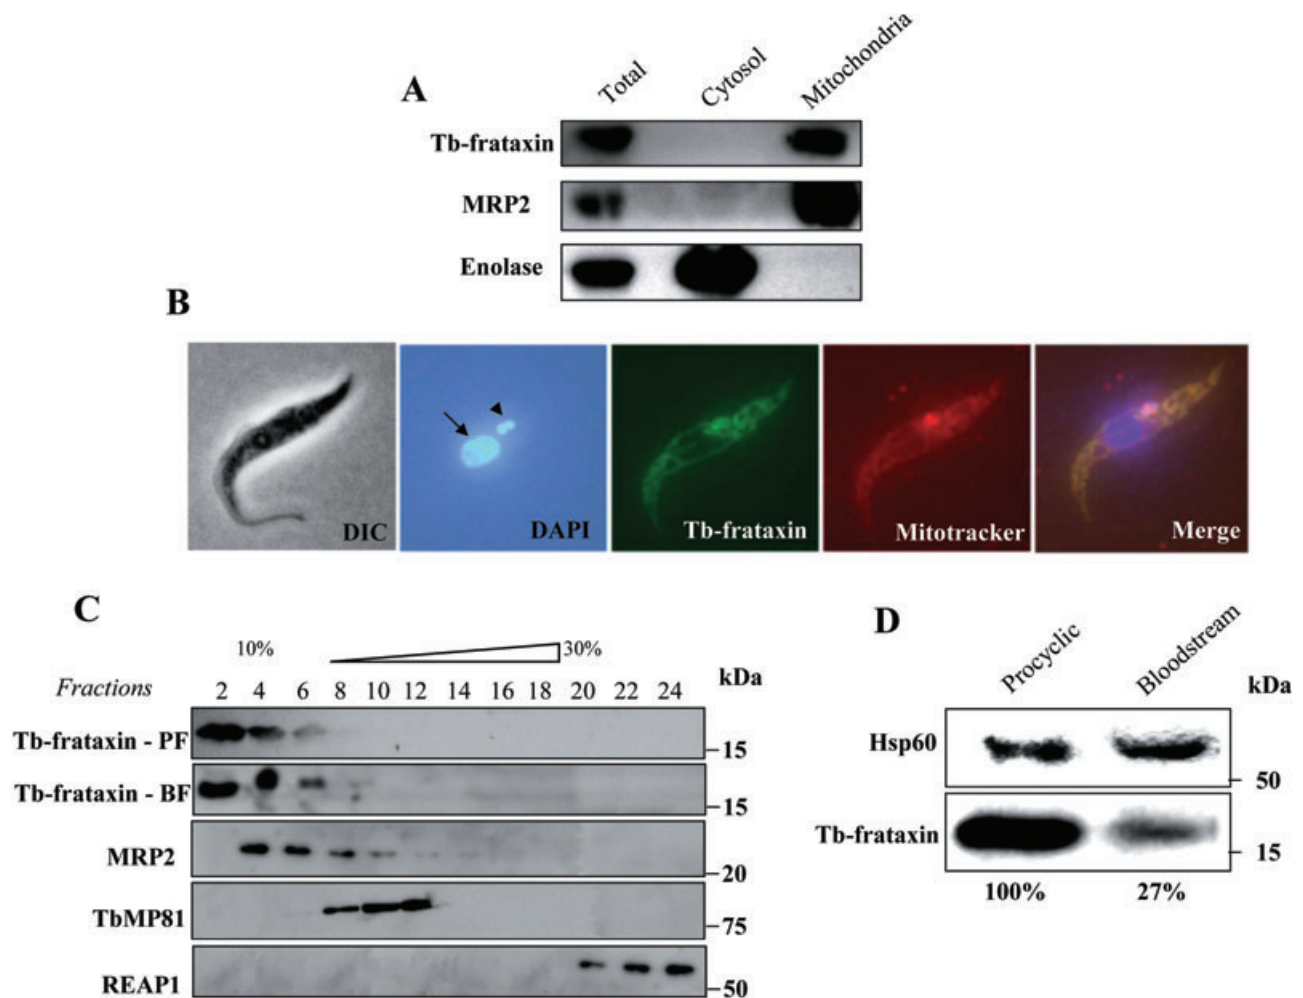 A
Total Cytosol Mitochondria
Tb-frataxin
MRP2
Enolase
B
DIC
DAPI
Tb-frataxin
Mitotracker
Merge
C
10% 30%
Fractions 2 4 6 8 10 12 14 16 18 20 22 24 kDa
Tb-frataxin - PF 15
Tb-frataxin - BF 15
MRP2 20
TbMP81 75
REAP1 50
D
Procyclic Bloodstream kDa
Hsp60 50
Tb-frataxin 15
100% 27%